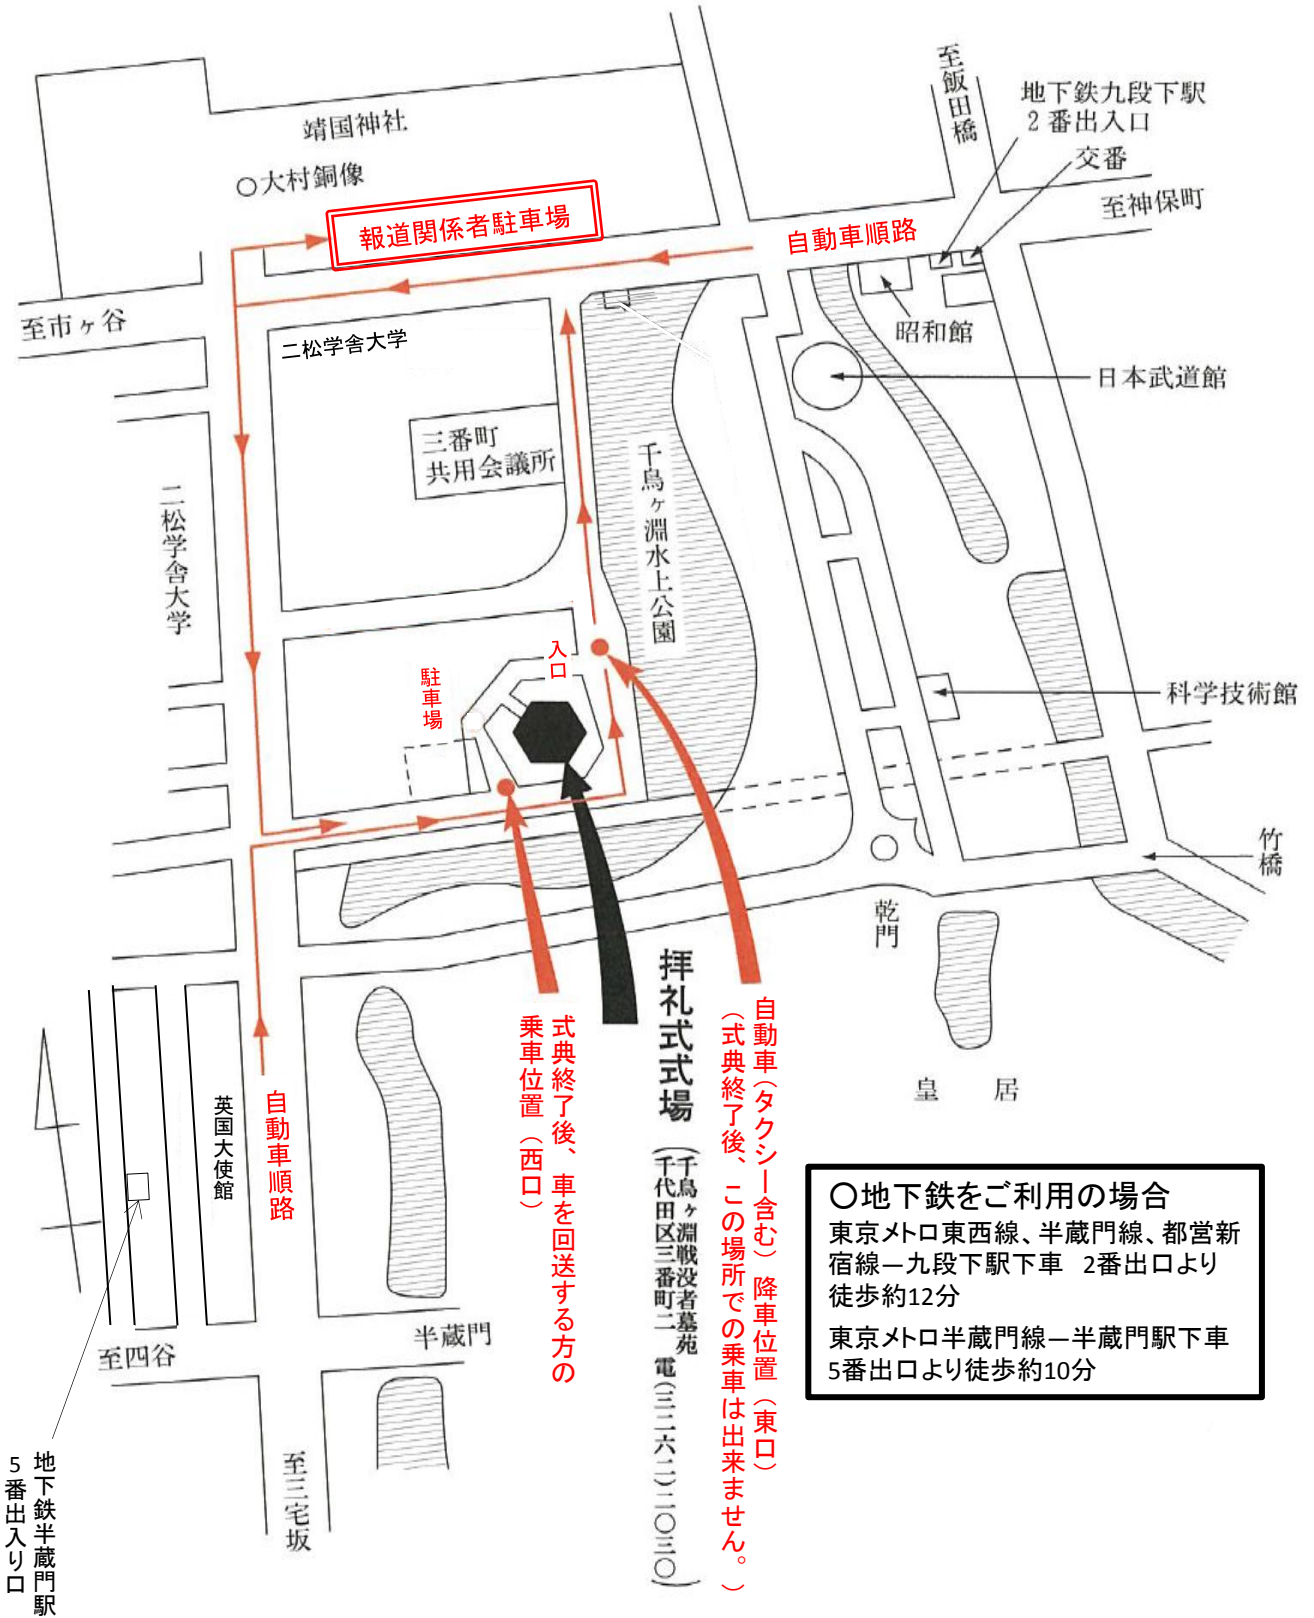 至飯田橋
地下鉄九段下駅
2番出入口
交番
靖国神社
○大村銅像
至神保町
報道関係者駐車場
自動車順路
至市ヶ谷
二松学舎大学
昭和館
日本武道館
三番町
共用会議所
千鳥ヶ淵水上公園
二松学舎大学
入口
駐車場
科学技術館
竹橋
乾門
拝礼式式場
(千鳥ヶ淵戦没者墓苑
千代田区三番町二 電(三二六二)二〇三〇)
自動車(タクシー含む)降車位置(東口)
(式典終了後、この場所での乗車は出来ません。)
式典終了後、車を回送する方の
乗車位置(西口)
皇居
英国大使館
自動車順路
〇地下鉄をご利用の場合
東京メトロ東西線、半蔵門線、都営新
宿線―九段下駅下車 2番出口より
徒歩約12分
東京メトロ半蔵門線―半蔵門駅下車
5番出口より徒歩約10分
半蔵門
至四谷
至三宅坂
地下鉄半蔵門駅
5番出入り口